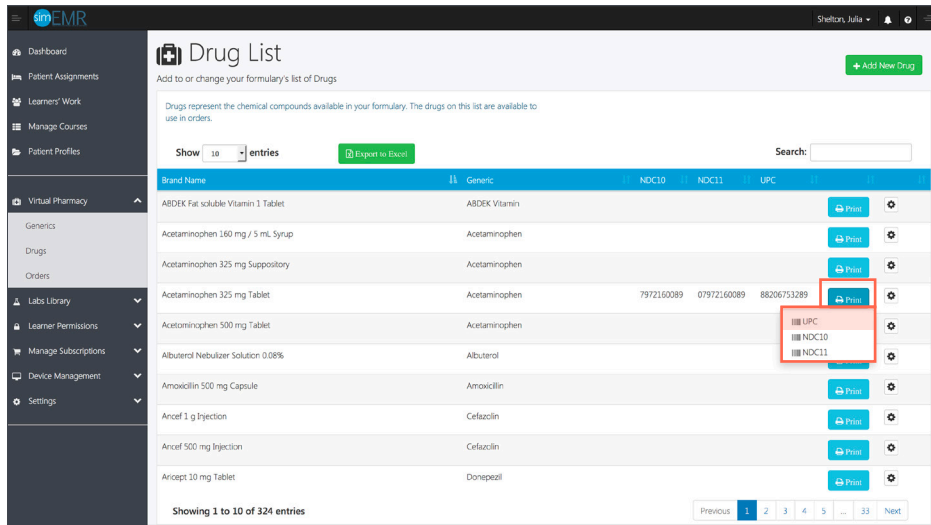 simEMR
Shelton, Julia
Dashboard
Patient Assignments
Learners' Work
Manage Courses
Patient Profiles
Virtual Pharmacy
Generics
Drugs
Orders
Labs Library
Learner Permissions
Manage Subscriptions
Device Management
Settings
Drug List
Add to or change your formulary's list of Drugs
+ Add New Drug
Drugs represent the chemical compounds available in your formulary. The drugs on this list are available to
use in orders.
Show 10 entries Export to Excel Search:
Brand Name Generic NDC10 NDC11 UPC
ABDEK Fat soluble Vitamin 1 Tablet ABDEK Vitamin Print
Acetaminophen 160 mg / 5 mL Syrup Acetaminophen Print
Acetaminophen 325 mg Suppository Acetaminophen Print
Acetaminophen 325 mg Tablet Acetaminophen 7972160089 07972160089 88206753289 Print
UPC
NDC10
NDC11
Acetominophen 500 mg Tablet Acetaminophen
Albuterol Nebulizer Solution 0.08% Albuterol
Amoxicillin 500 mg Capsule Amoxicillin Print
Ancef 1 g Injection Cefazolin Print
Ancef 500 mg Injection Cefazolin Print
Aricept 10 mg Tablet Donepezil Print
Showing 1 to 10 of 324 entries
Previous 1 2 3 4 5 ... 33 Next